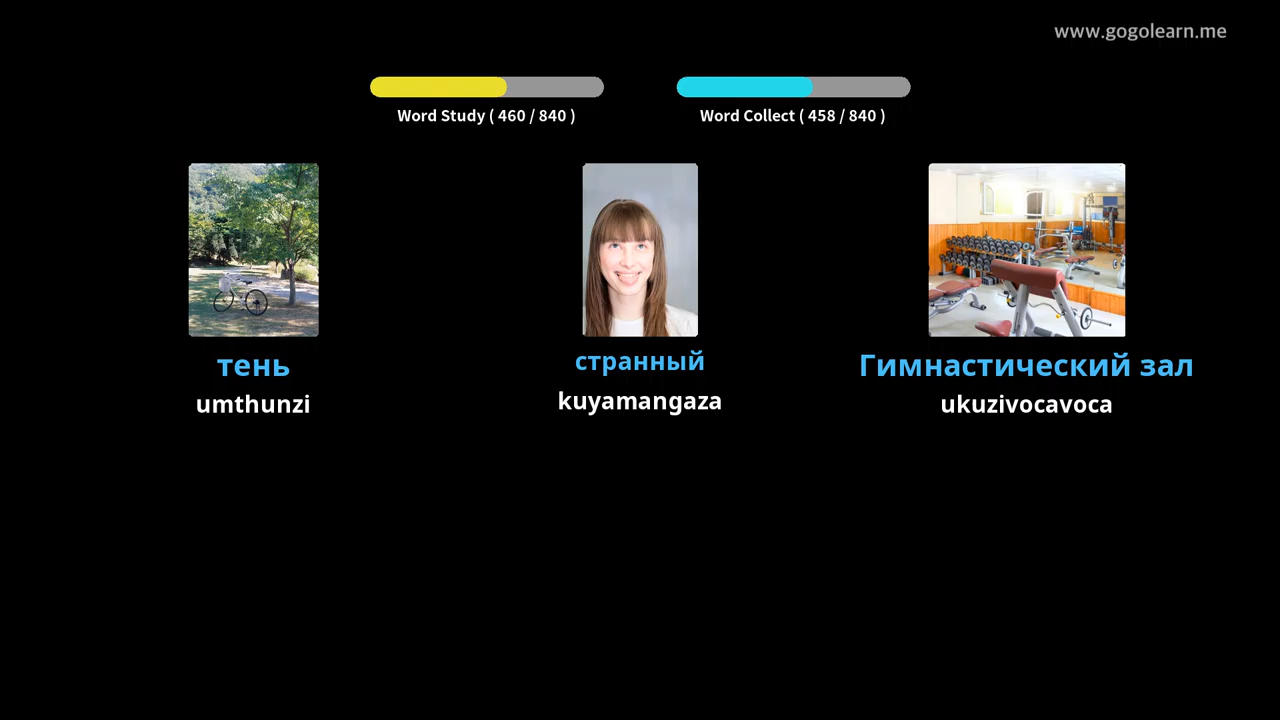 www.gogolearn.me
Word Study ( 460 / 840 )
Word Collect ( 458 / 840 )
тень
umthunzi
странный
kuyamangaza
Гимнастический зал
ukuzivocavoca